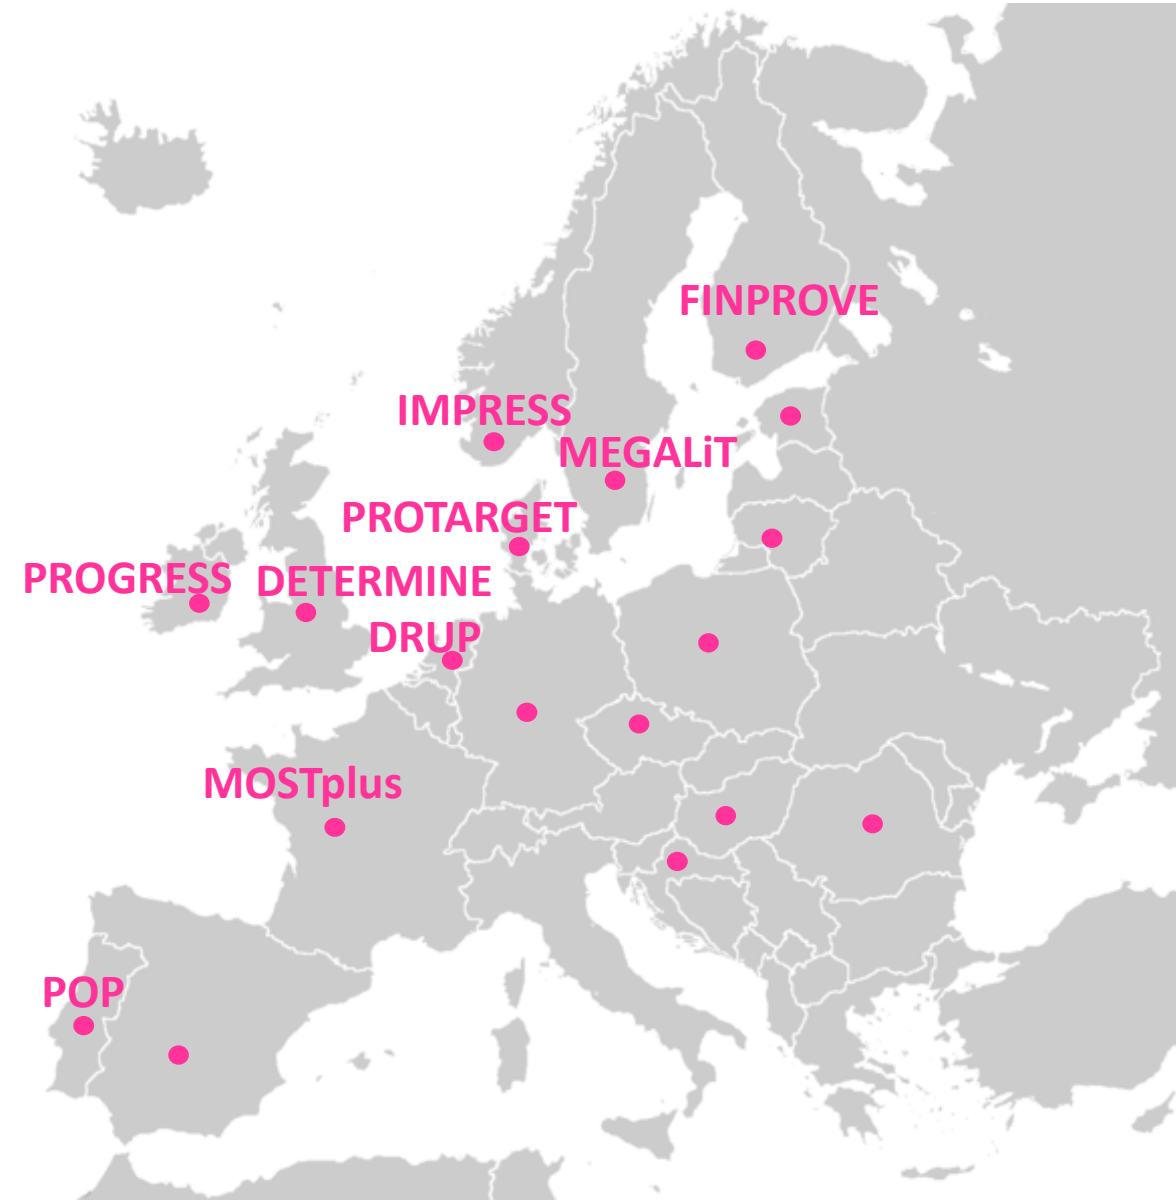 FINPROVE
IMPRESS
MEGALiT
PROTARGET
PROGRESS
DETERMINE
DRUP
MOSTplus
POP